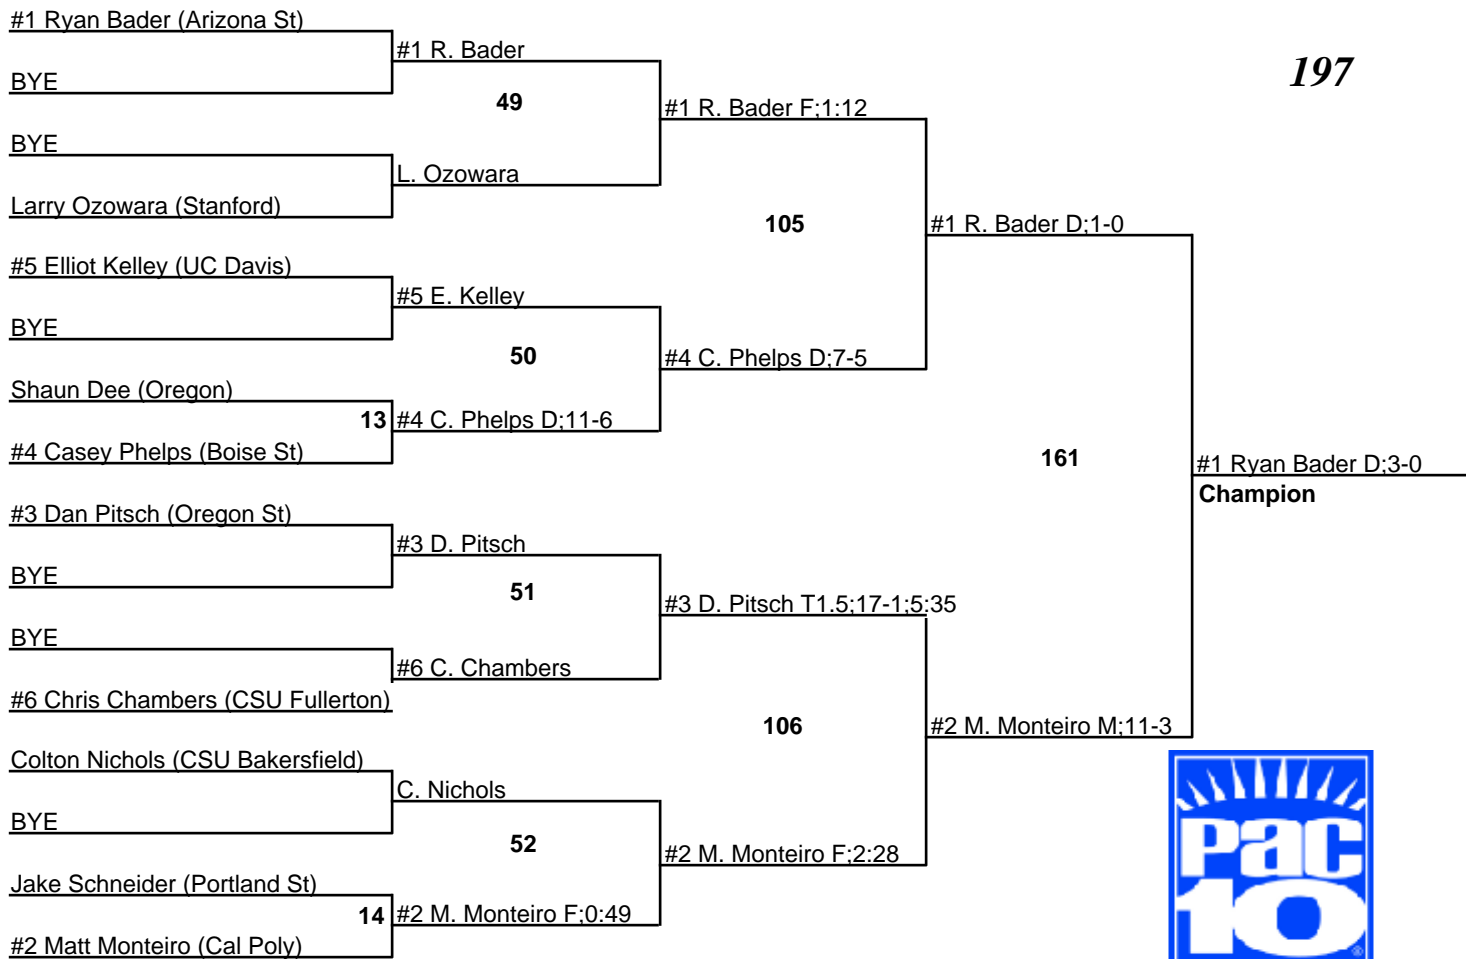 #1 Ryan Bader (Arizona St)
#1 R. Bader
197
BYE
49
#1 R. Bader F;1:12
BYE
L. Ozowara
Larry Ozowara (Stanford)
105
#1 R. Bader D;1-0
#5 Elliot Kelley (UC Davis)
#5 E. Kelley
BYE
50
#4 C. Phelps D;7-5
Shaun Dee (Oregon)
13 #4 C. Phelps D;11-6
#4 Casey Phelps (Boise St)
161
#1 Ryan Bader D;3-0
Champion
#3 Dan Pitsch (Oregon St)
#3 D. Pitsch
BYE
51
#3 D. Pitsch T1.5;17-1;5:35
BYE
#6 C. Chambers
#6 Chris Chambers (CSU Fullerton)
106
#2 M. Monteiro M;11-3
Colton Nichols (CSU Bakersfield)
C. Nichols
BYE
52
#2 M. Monteiro F;2:28
Jake Schneider (Portland St)
14 #2 M. Monteiro F;0:49
#2 Matt Monteiro (Cal Poly)
Pac
10
®